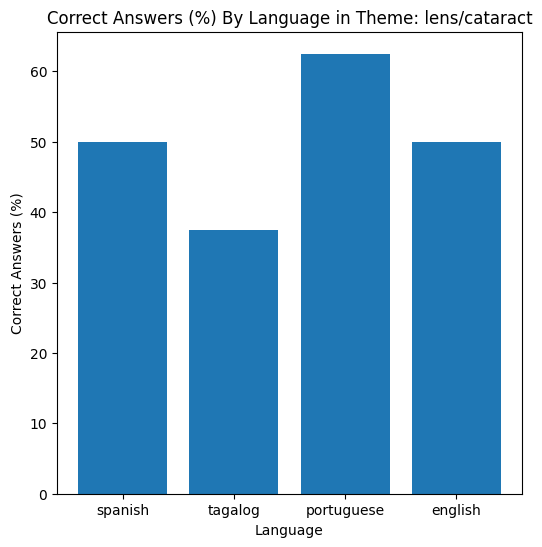 Correct Answers (%) By Language in Theme: lens/cataract
Correct Answers (%)
60
50
40
30
20
10
0
spanish tagalog portuguese english
Language